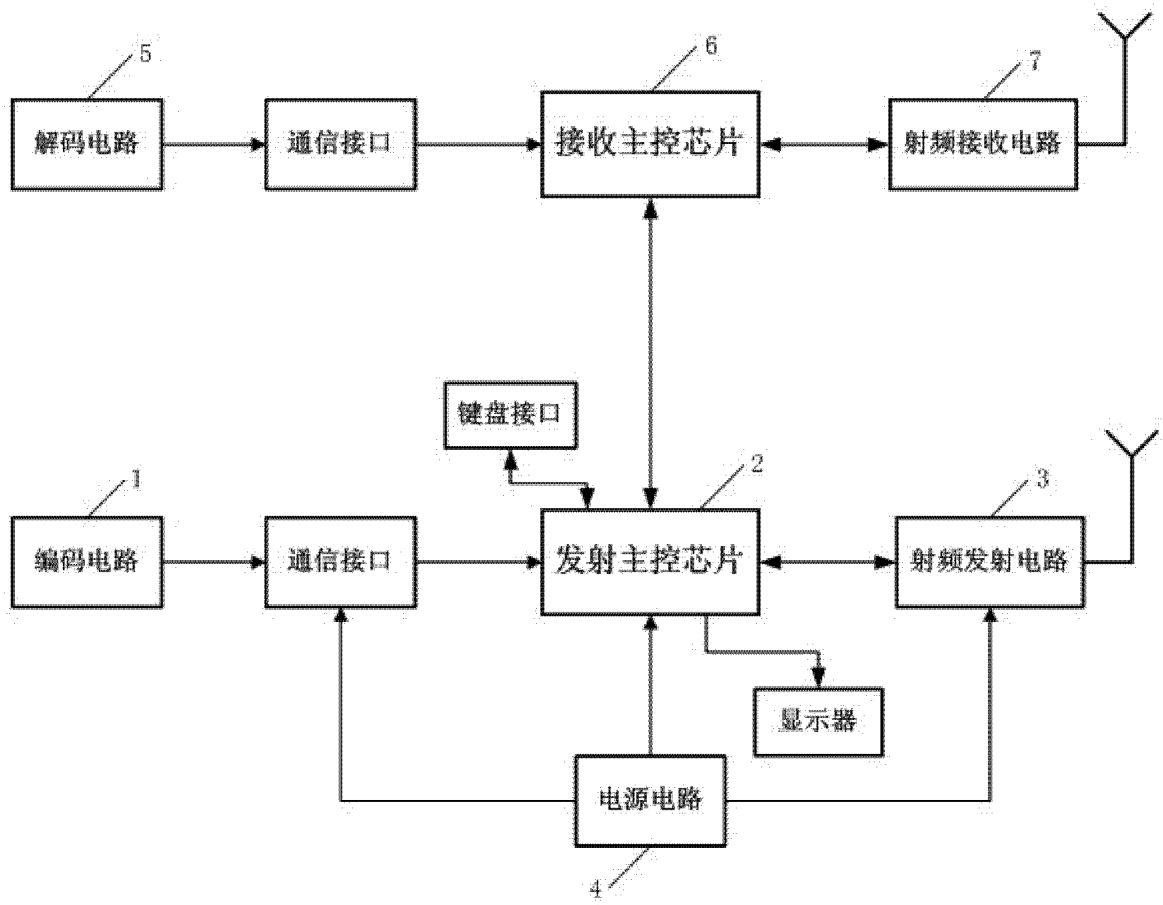 5
6
7
解码电路
通信接口
接收主控芯片
射频接收电路
键盘接口
1
2
3
编码电路
通信接口
发射主控芯片
射频发射电路
显示器
电源电路
4